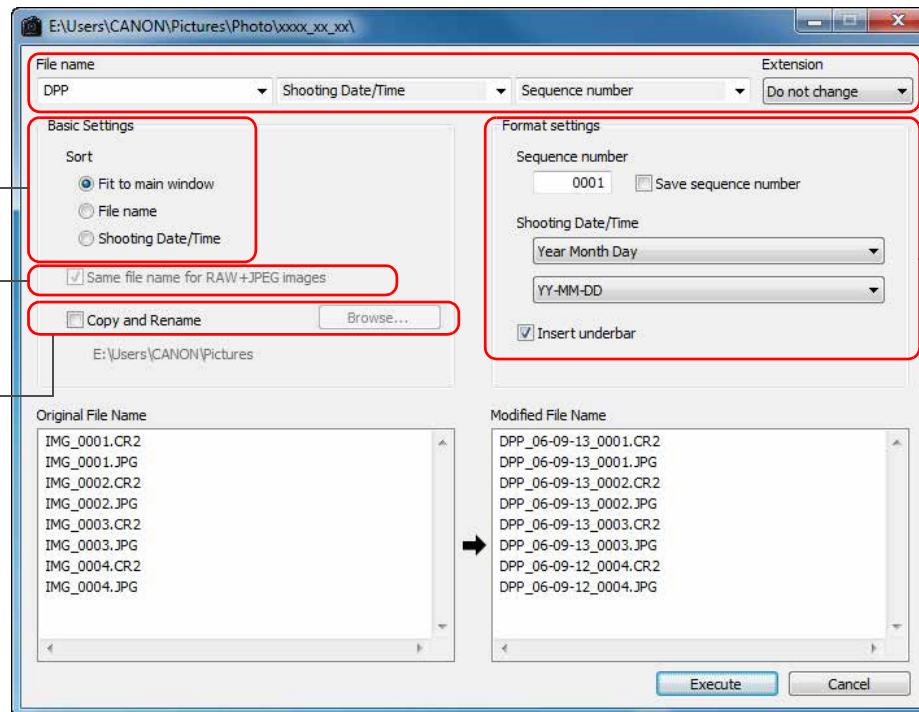 E:\Users\CANON\Pictures\Photo\xxxx_xx_xx\
File name Extension
DPP Shooting Date/Time Sequence number Do not change
Basic Settings
Sort
Fit to main window
File name
Shooting Date/Time
Same file name for RAW+JPEG images
Copy and Rename Browse...
E:\Users\CANON\Pictures
Format settings
Sequence number
0001 Save sequence number
Shooting Date/Time
Year Month Day
YY-MM-DD
Insert underbar
Original File Name
IMG_0001.CR2
IMG_0001.JPG
IMG_0002.CR2
IMG_0002.JPG
IMG_0003.CR2
IMG_0003.JPG
IMG_0004.CR2
IMG_0004.JPG
Modified File Name
DPP_06-09-13_0001.CR2
DPP_06-09-13_0001.JPG
DPP_06-09-13_0002.CR2
DPP_06-09-13_0002.JPG
DPP_06-09-13_0003.CR2
DPP_06-09-13_0003.JPG
DPP_06-09-12_0004.CR2
DPP_06-09-12_0004.JPG
Execute Cancel